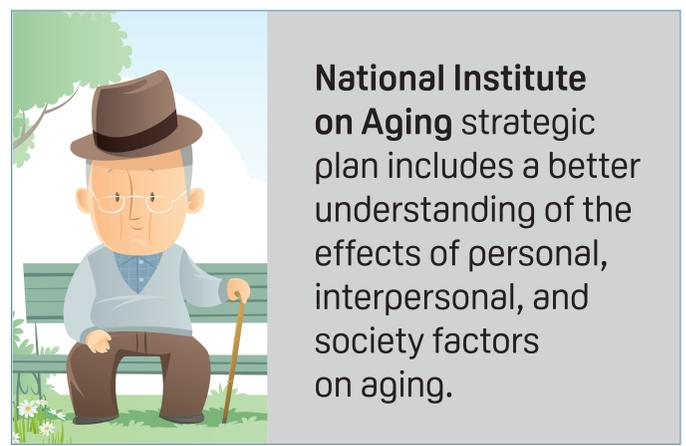 National Institute
on Aging strategic
plan includes a better
understanding of the
effects of personal,
interpersonal, and
society factors
on aging.